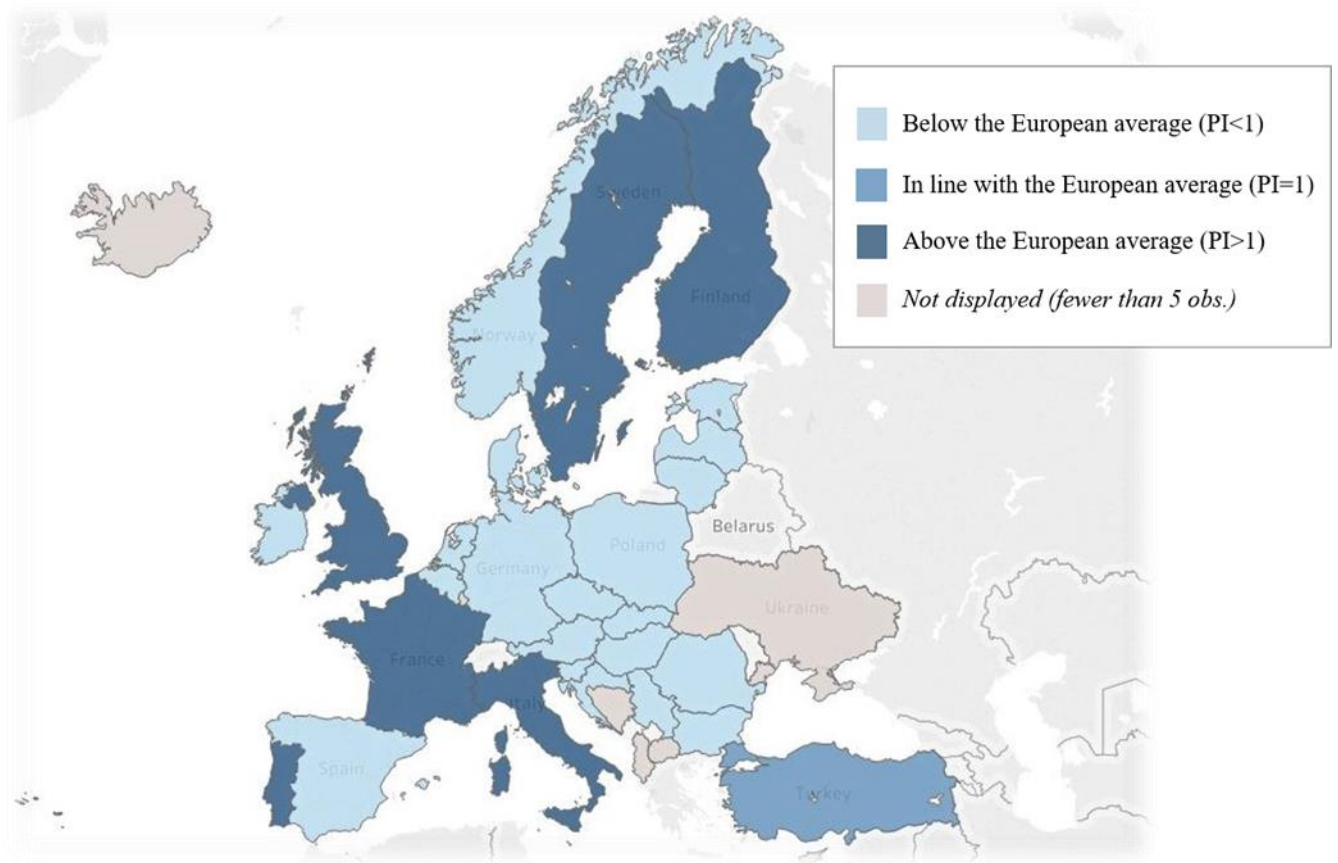 Below the European average (PI<1)
In line with the European average (PI=1)
Above the European average (PI>1)
Not displayed (fewer than 5 obs.)
Sweden
Finland
Norway
Belarus
Poland
Germany
Ukraine
France
Italy
Spain
Turkey